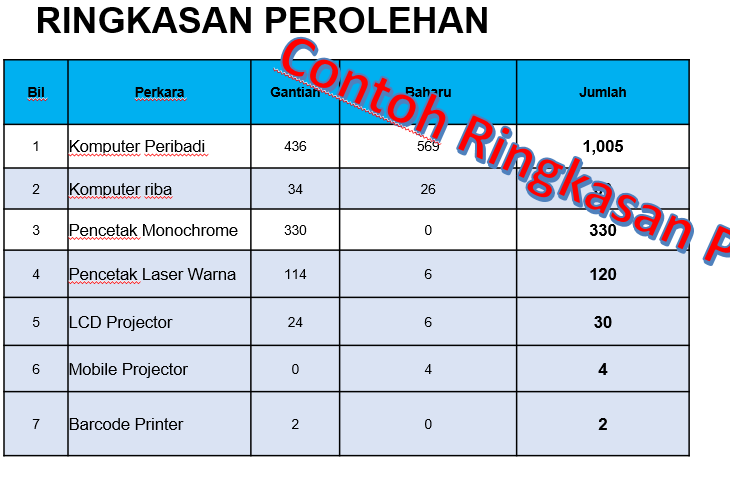 RINGKASAN PEROLEHAN
Contoh Ringkasan P
Bil Perkara Gantian Baharu Jumlah
1 Komputer Peribadi 436 569 1,005
2 Komputer riba 34 26
3 Pencetak Monochrome 330 0 330
4 Pencetak Laser Warna 114 6 120
5 LCD Projector 24 6 30
6 Mobile Projector 0 4 4
7 Barcode Printer 2 0 2